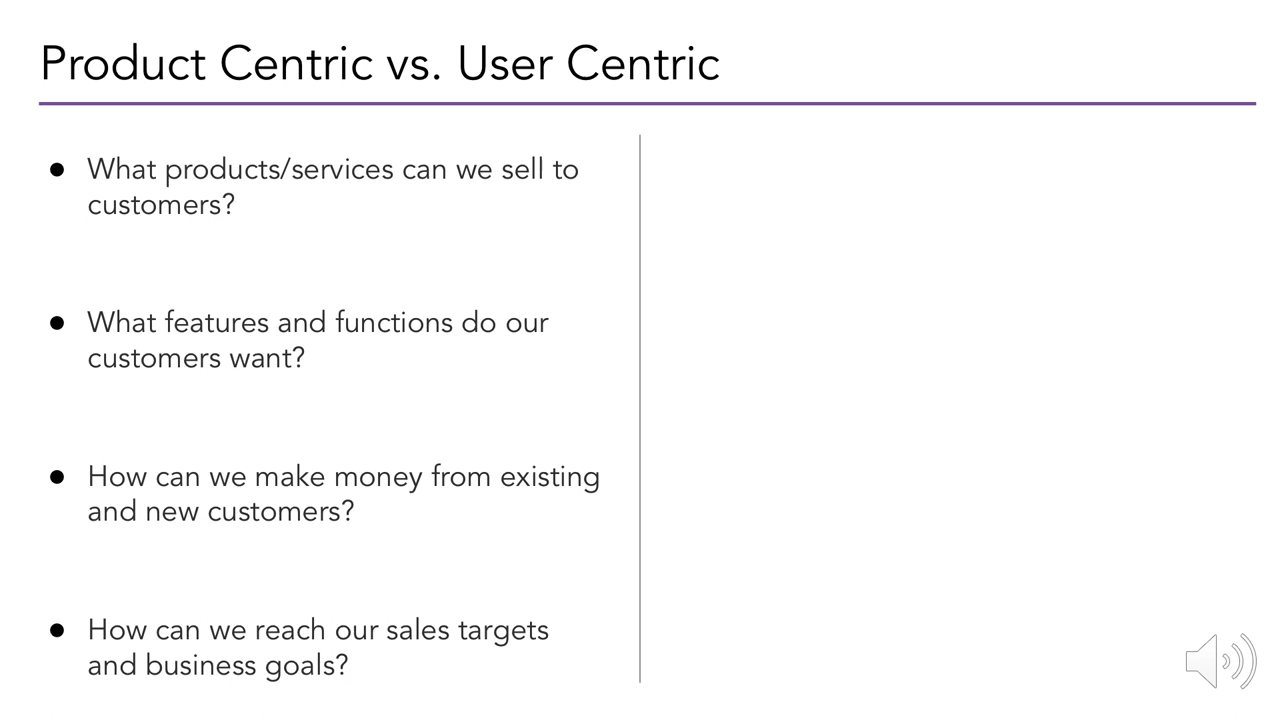 Product Centric vs. User Centric
● What products/services can we sell to
customers?
● What features and functions do our
customers want?
● How can we make money from existing
and new customers?
● How can we reach our sales targets
and business goals?